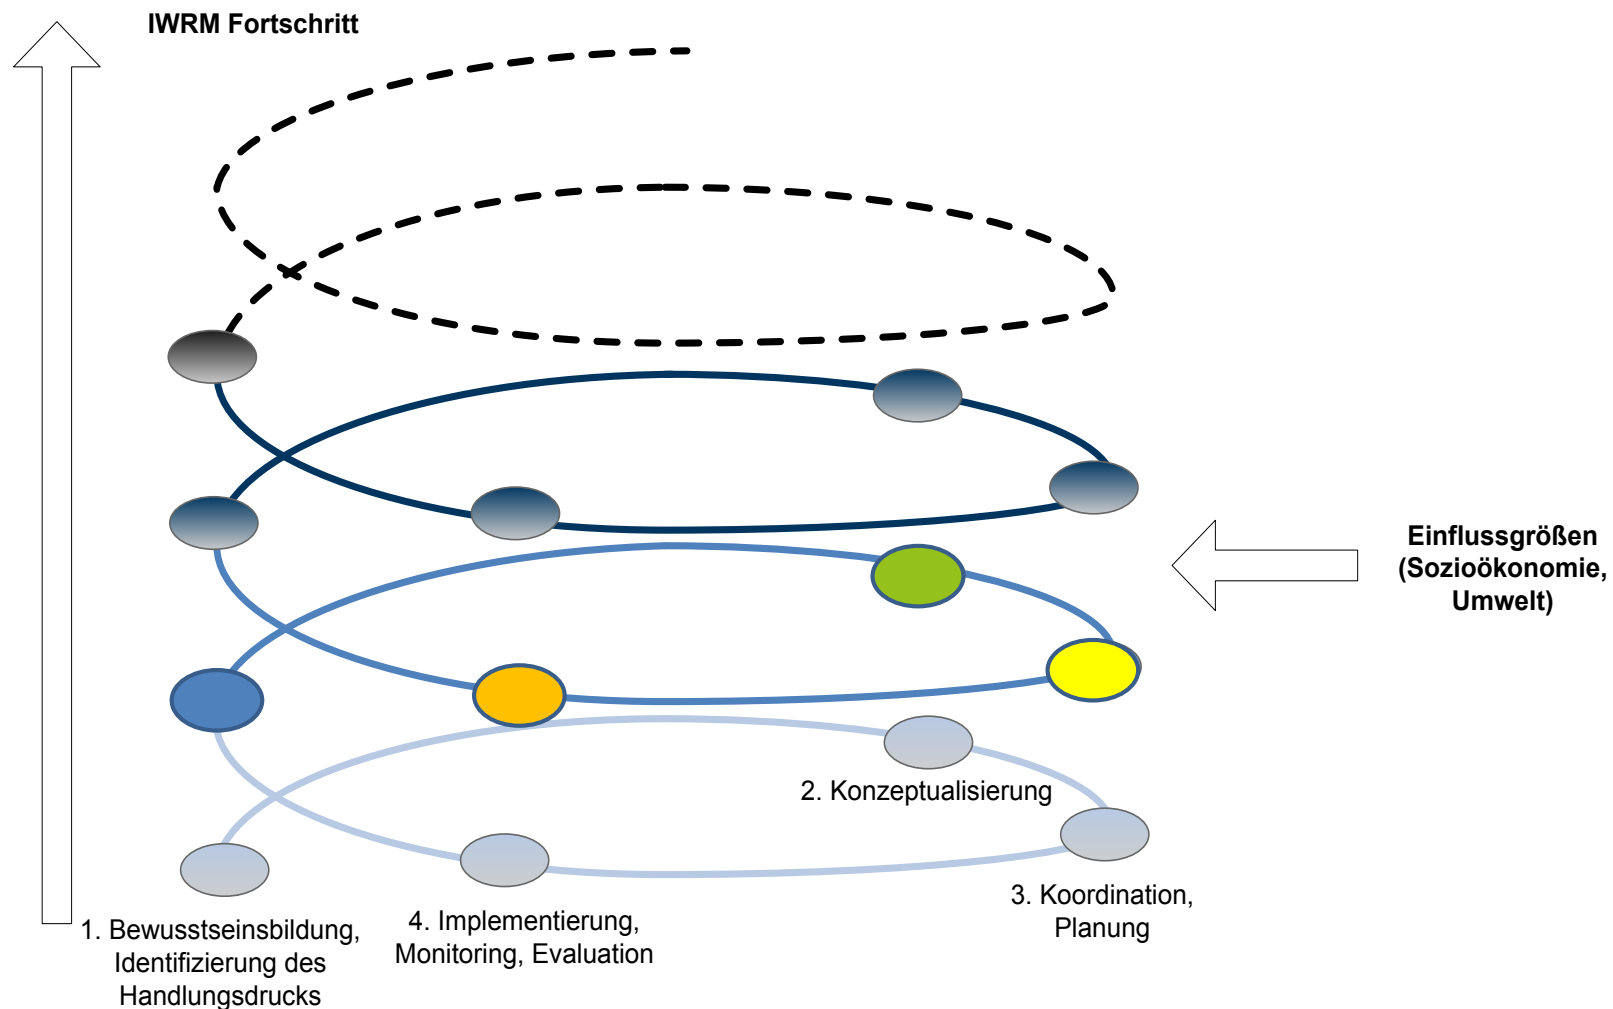 IWRM Fortschritt
Einflussgrößen
(Sozioökonomie,
Umwelt)
2. Konzeptualisierung
3. Koordination,
Planung
4. Implementierung,
Monitoring, Evaluation
1. Bewusstseinsbildung,
Identifizierung des
Handlungsdrucks